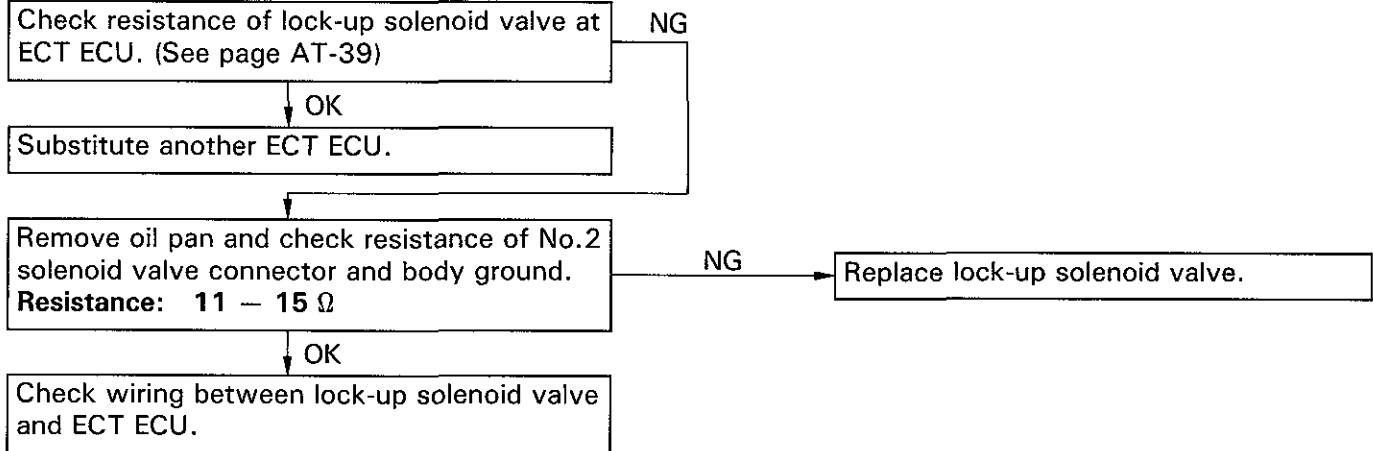 Check resistance of lock-up solenoid valve at
ECT ECU. (See page AT-39)
NG
OK
Substitute another ECT ECU.
Remove oil pan and check resistance of No.2
solenoid valve connector and body ground.
Resistance: 11 – 15 Ω
NG
Replace lock-up solenoid valve.
OK
Check wiring between lock-up solenoid valve
and ECT ECU.